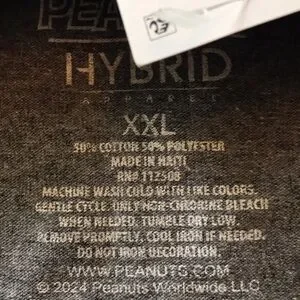 PEANUTS
HYBRID
APPAREL
XXL
50% COTTON 50% POLYESTER
MADE IN HAITI
RN# 112508
MACHINE WASH COLD WITH LIKE COLORS.
GENTLE CYCLE. ONLY NON-CHLORINE BLEACH
WHEN NEEDED. TUMBLE DRY LOW.
REMOVE PROMPTLY. COOL IRON IF NEEDED.
DO NOT IRON DECORATION.
WWW.PEANUTS.COM
© 2024 Peanuts Worldwide LLC